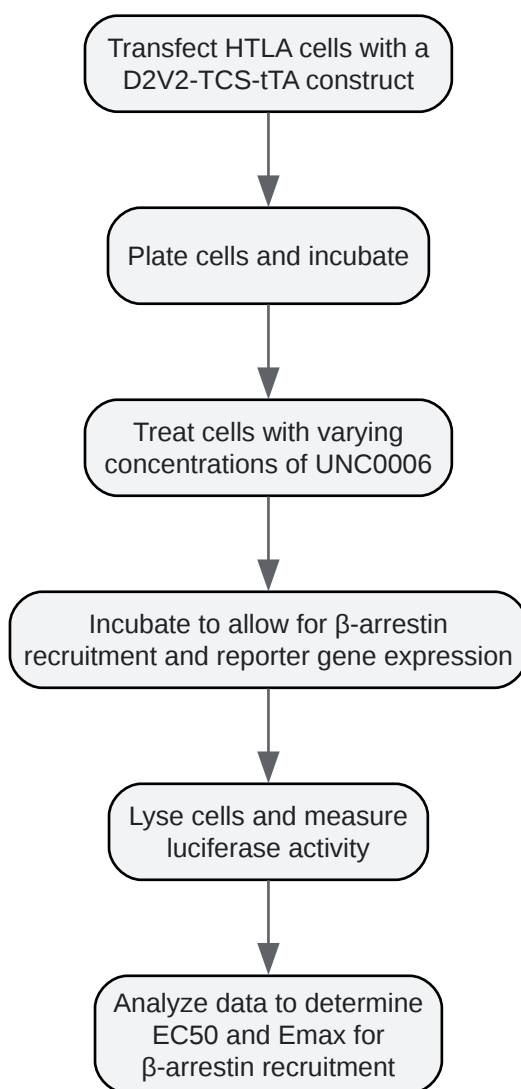 Transfect HTLA cells with a
D2V2-TCS-tTA construct
Plate cells and incubate
Treat cells with varying
concentrations of UNC0006
Incubate to allow for β-arrestin
recruitment and reporter gene expression
Lyse cells and measure
luciferase activity
Analyze data to determine
EC50 and Emax for
β-arrestin recruitment